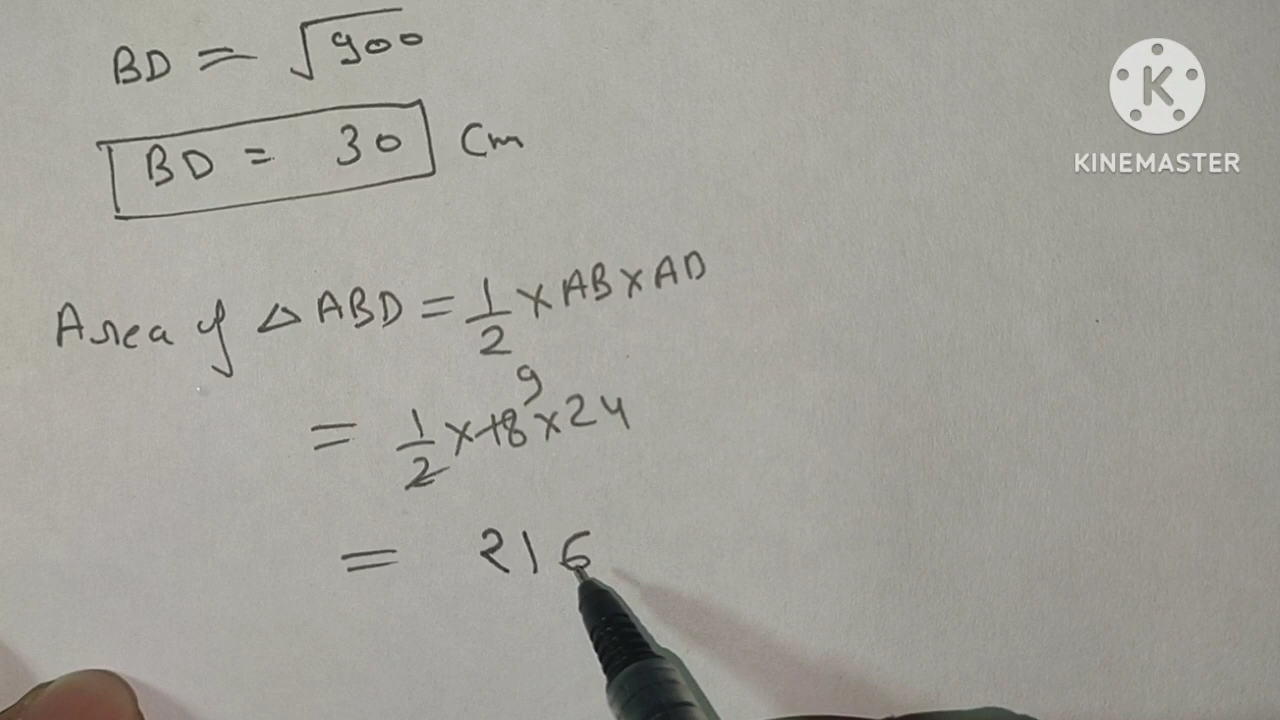 BD = √900
BD = 30 Cm
Area of △ ABD = 1/2 × AB × AD
= 1/2 × 18 9 × 24
= 216
K
KINEMASTER